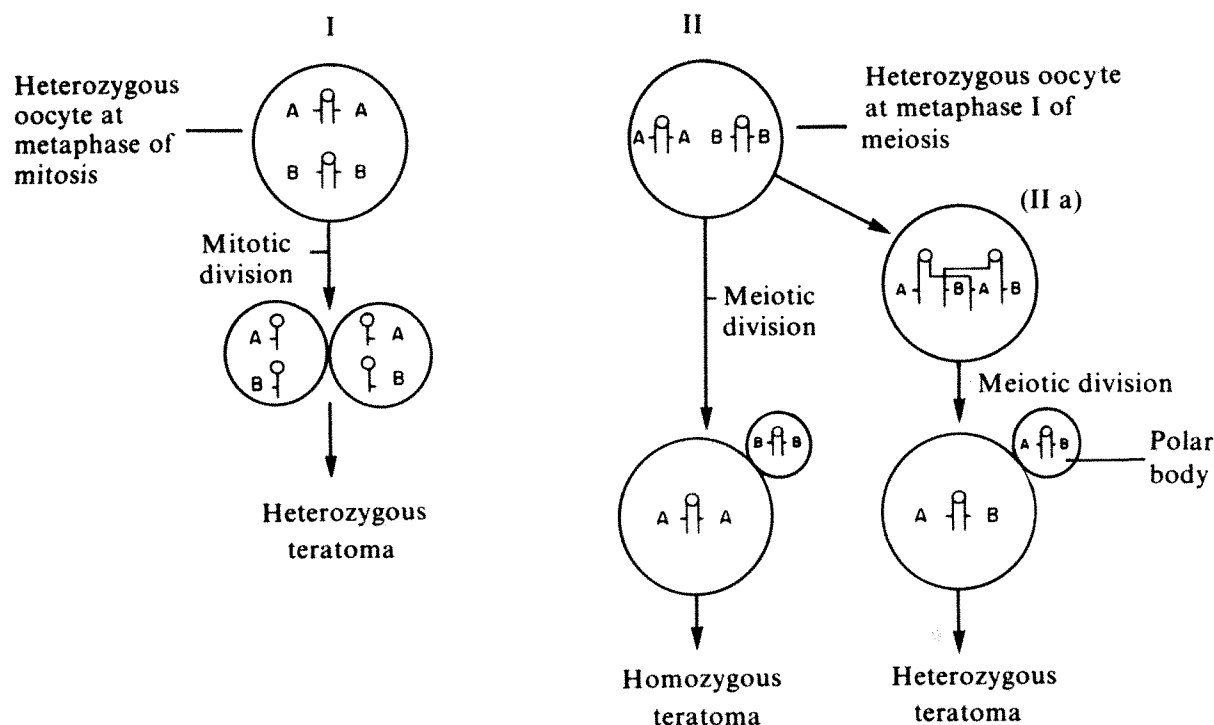 I
Heterozygous
oocyte at
metaphase of
mitosis
A A
B B
Mitotic
division
A A
B B
Heterozygous
teratoma
II
Heterozygous oocyte
at metaphase I of
meiosis
A A B B
(II a)
A B A B
Meiotic
division
Meiotic division
B B
A A
A B
A B
Polar
body
Homozygous
teratoma
Heterozygous
teratoma